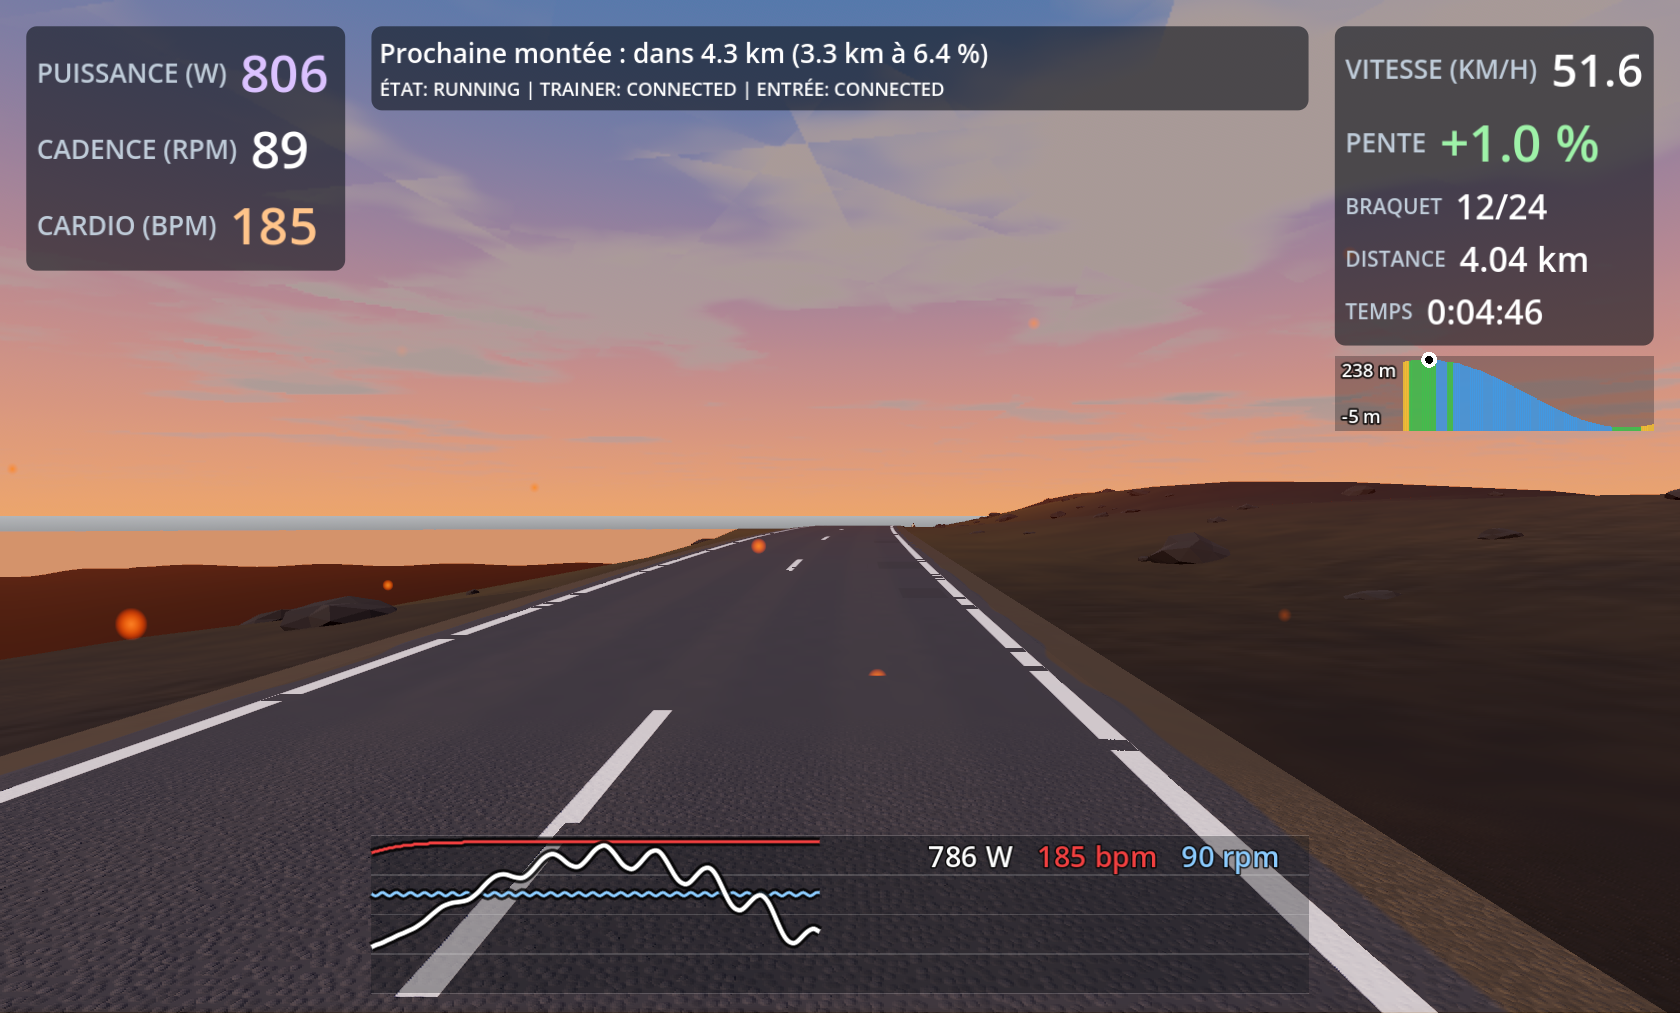 PUISSANCE (W) 806
CADENCE (RPM) 89
CARDIO (BPM) 185
Prochaine montée : dans 4.3 km (3.3 km à 6.4 %)
ÉTAT: RUNNING | TRAINER: CONNECTED | ENTRÉE: CONNECTED
VITESSE (KM/H) 51.6
PENTE +1.0 %
BRAQUET 12/24
DISTANCE 4.04 km
TEMPS 0:04:46
238 m
-5 m
786 W 185 bpm 90 rpm